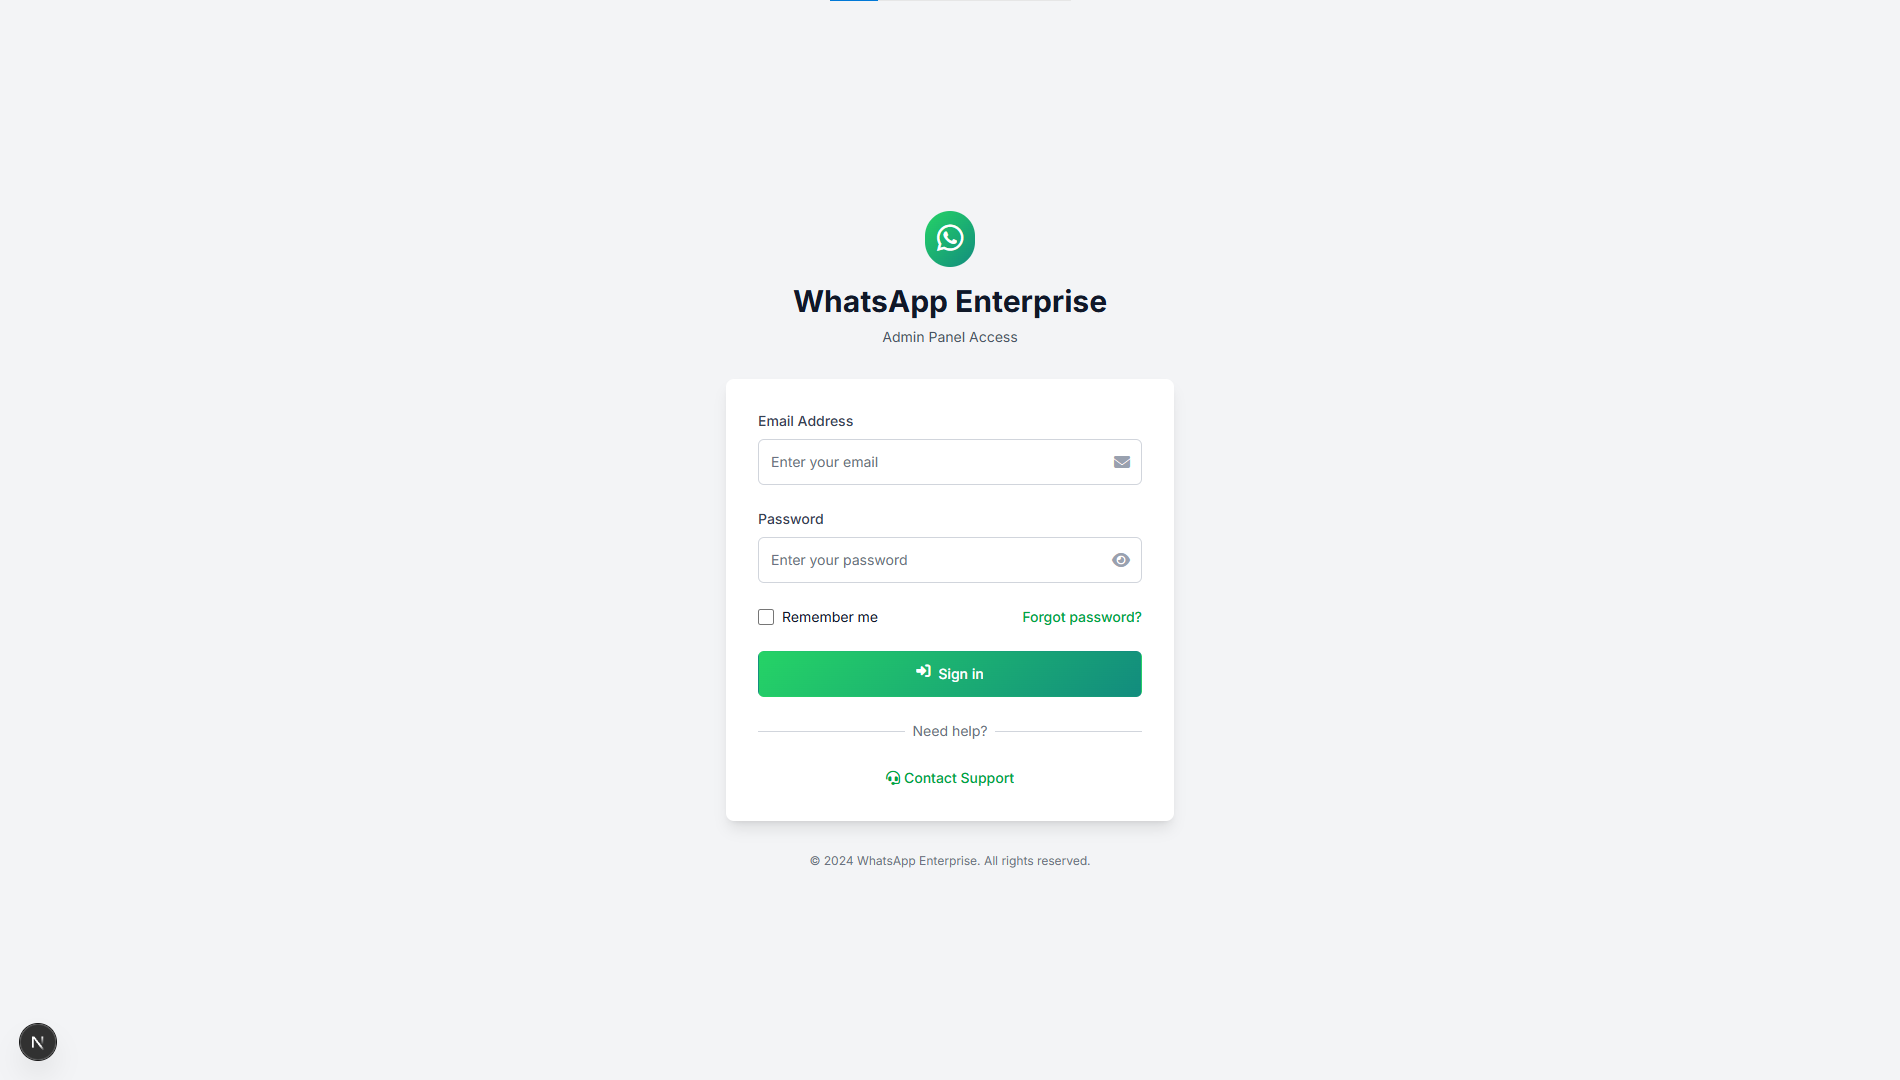 WhatsApp Enterprise
Admin Panel Access
Email Address
Enter your email
Password
Enter your password
Remember me
Forgot password?
Sign in
Need help?
Contact Support
© 2024 WhatsApp Enterprise. All rights reserved.
N